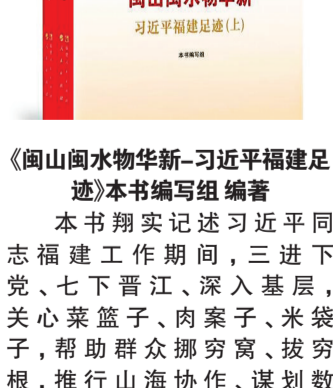 闽山闽水物华新
习近平福建足迹(上)
本书编写组
《闽山闽水物华新–习近平福建足
迹》本书编写组 编著
本书翔实记述习近平同
志福建工作期间，三进下
党、七下晋江、深入基层，
关心菜篮子、肉案子、米袋
子，帮助群众挪穷窝、拔穷
根，推行山海协作、谋划数